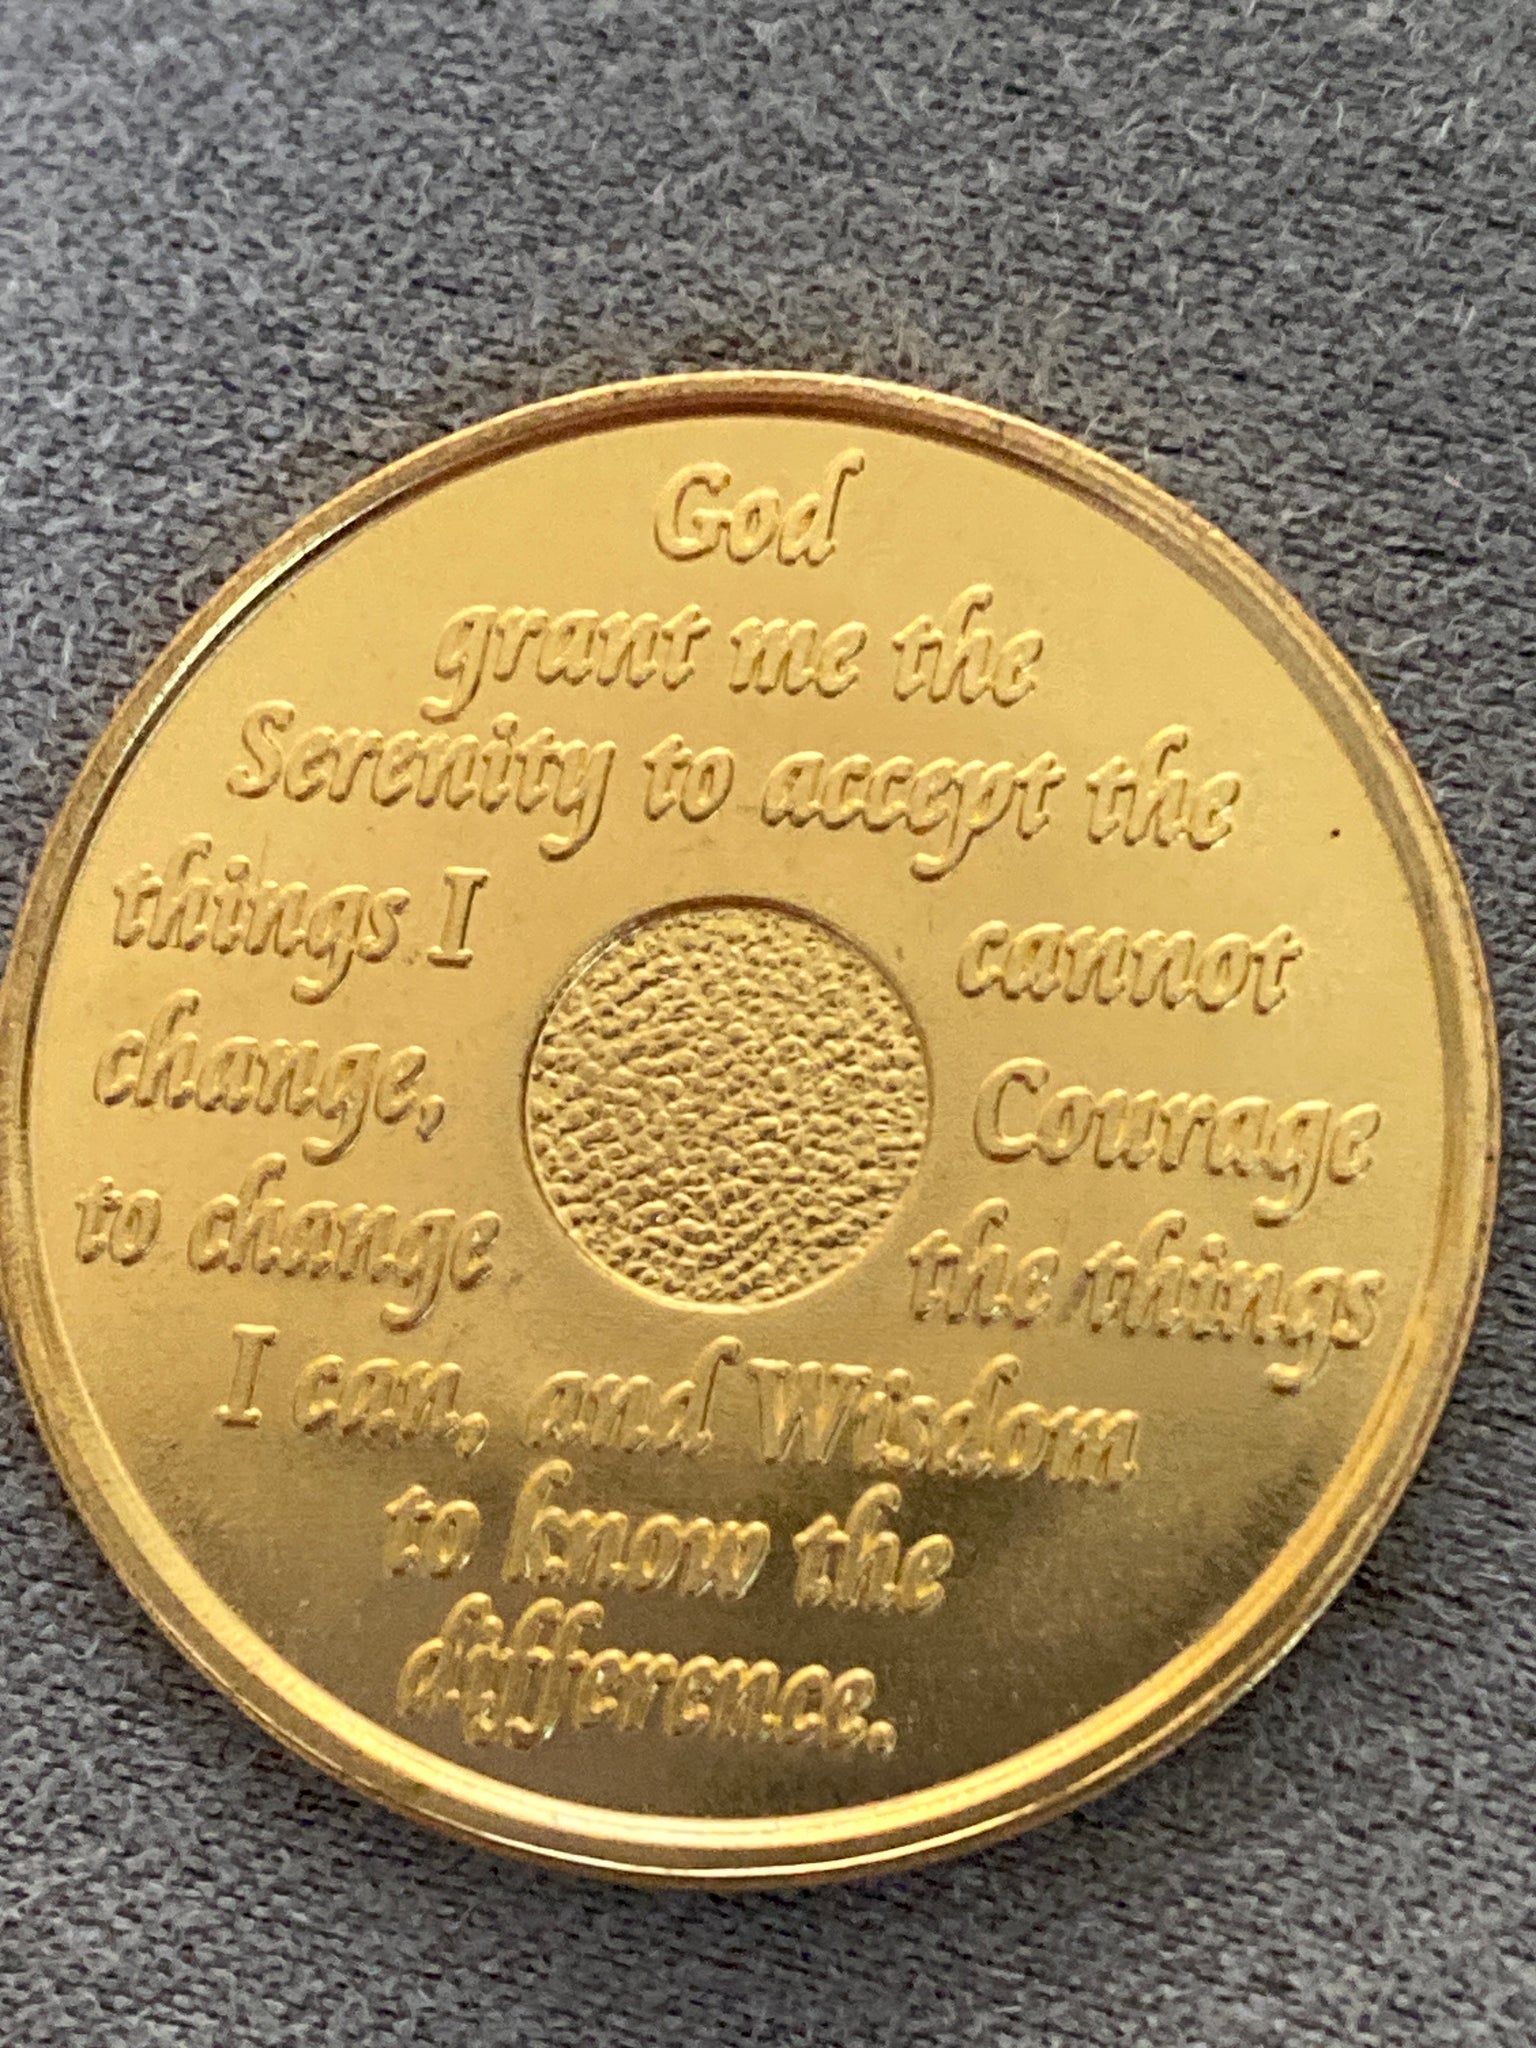 God
grant me the
Serenity to accept the
things I cannot
change, Courage
to change the things
I can, and Wisdom
to know the
difference.